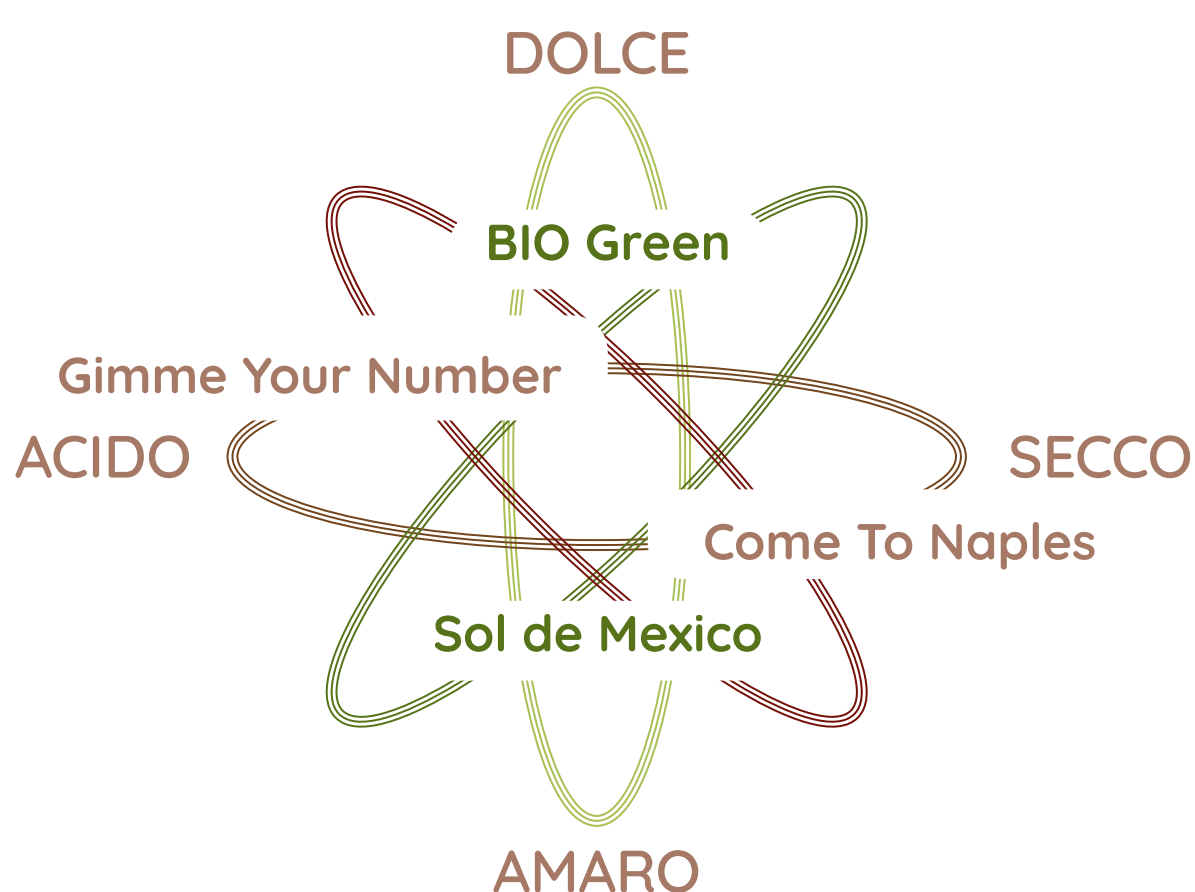 DOLCE
BIO Green
Gimme Your Number
ACIDO
SECCO
Come To Naples
Sol de Mexico
AMARO